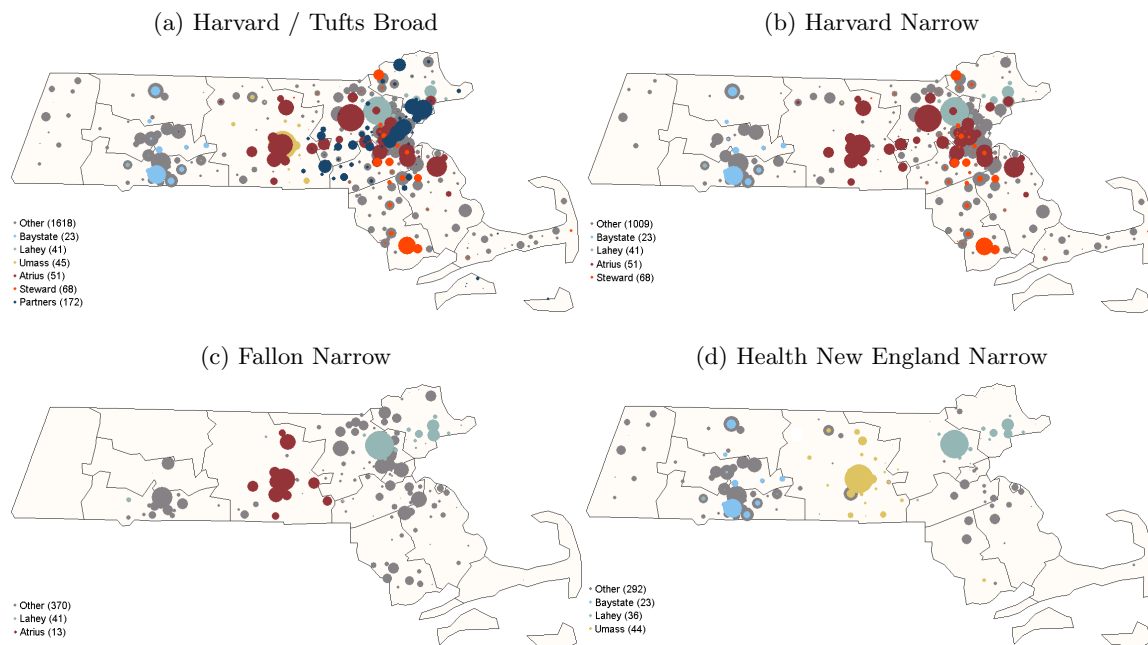 (a) Harvard / Tufts Broad
(b) Harvard Narrow
Other (1618)
Baystate (23)
Lahey (41)
Umass (45)
Atrius (51)
Steward (68)
Partners (172)
Other (1009)
Baystate (23)
Lahey (41)
Atrius (51)
Steward (68)
(c) Fallon Narrow
(d) Health New England Narrow
Other (370)
Lahey (41)
Atrius (13)
Other (292)
Baystate (23)
Lahey (36)
Umass (44)